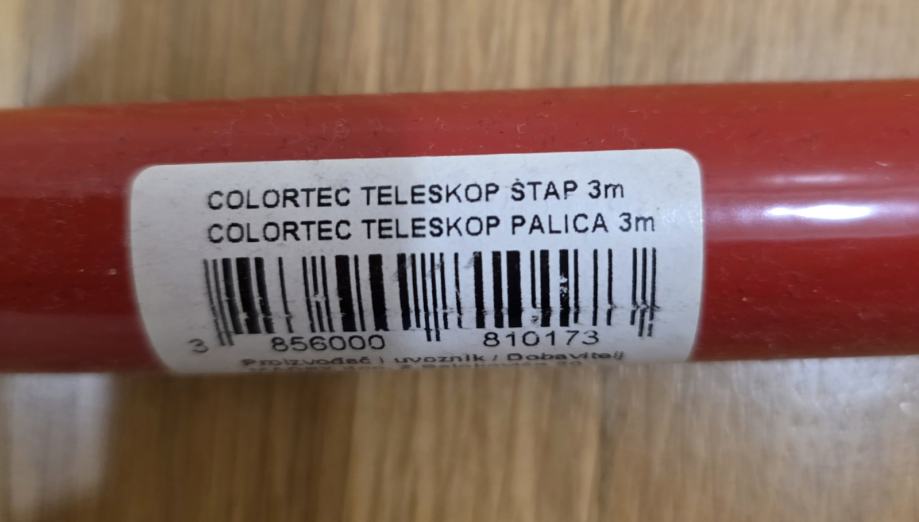 COLORTEC TELESKOP ŠTAP 3m
COLORTEC TELESKOP PALICA 3m
3 856000 810173
Proizvođač i uvoznik / Dobavitelj